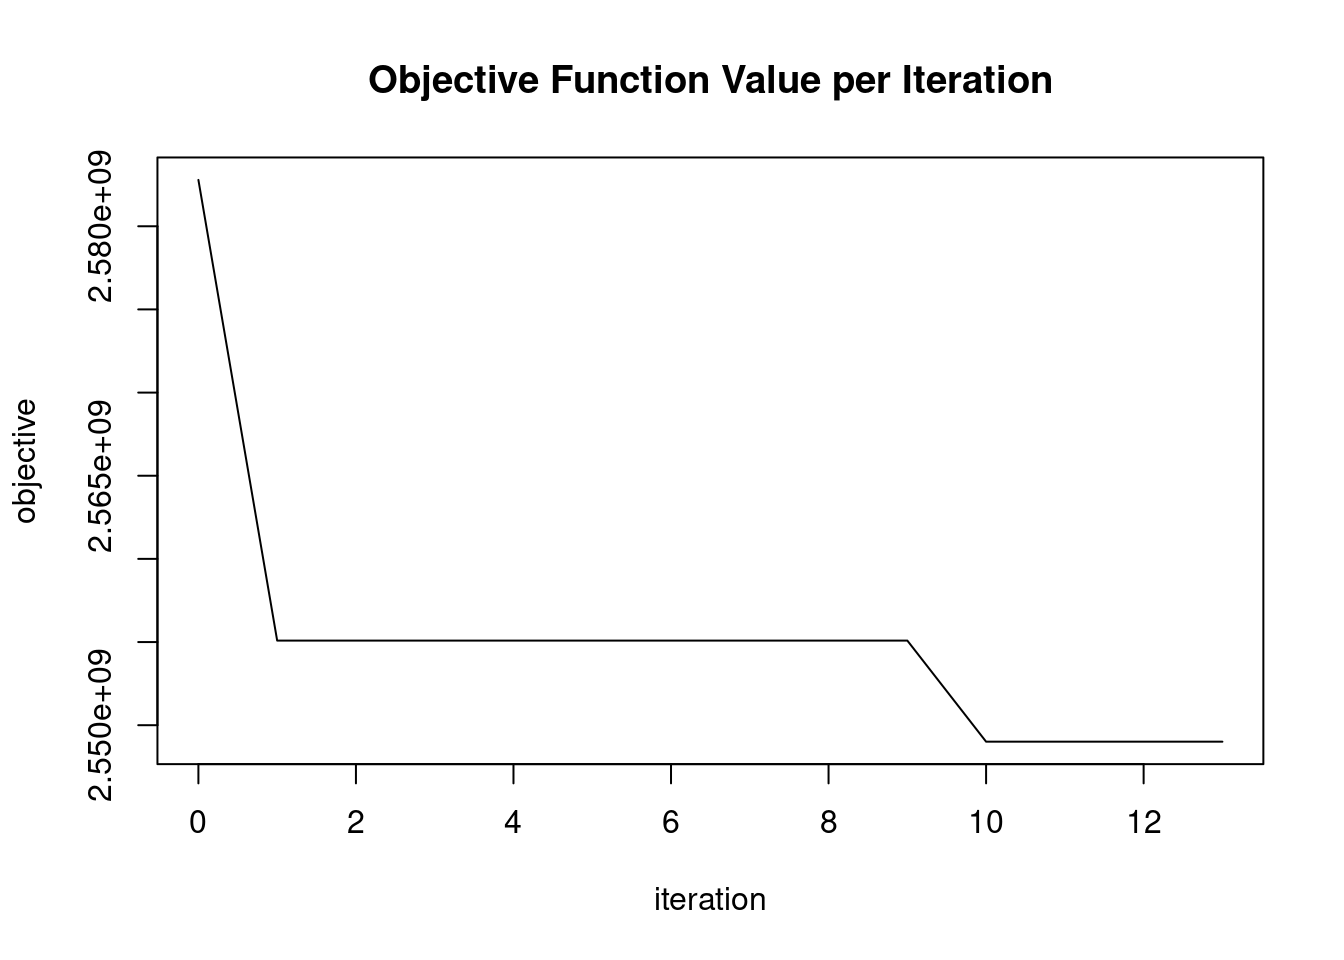 Objective Function Value per Iteration
objective
2.580e+09
2.565e+09
2.550e+09
0 2 4 6 8 10 12
iteration